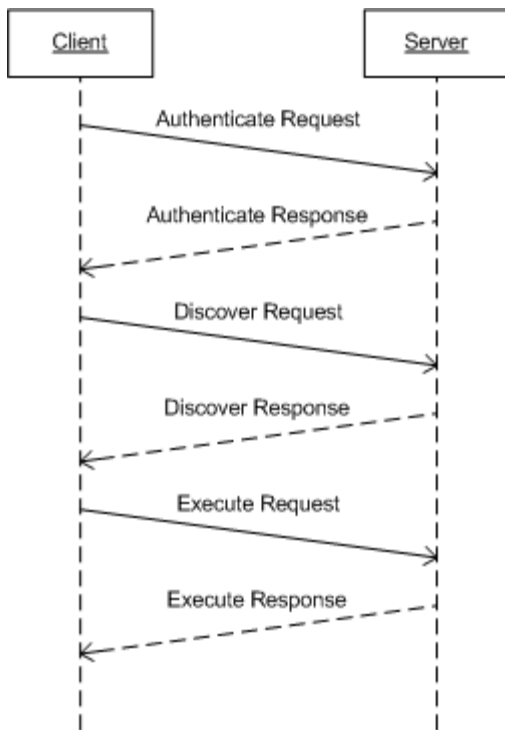 Client
Server
Authenticate Request
Authenticate Response
Discover Request
Discover Response
Execute Request
Execute Response